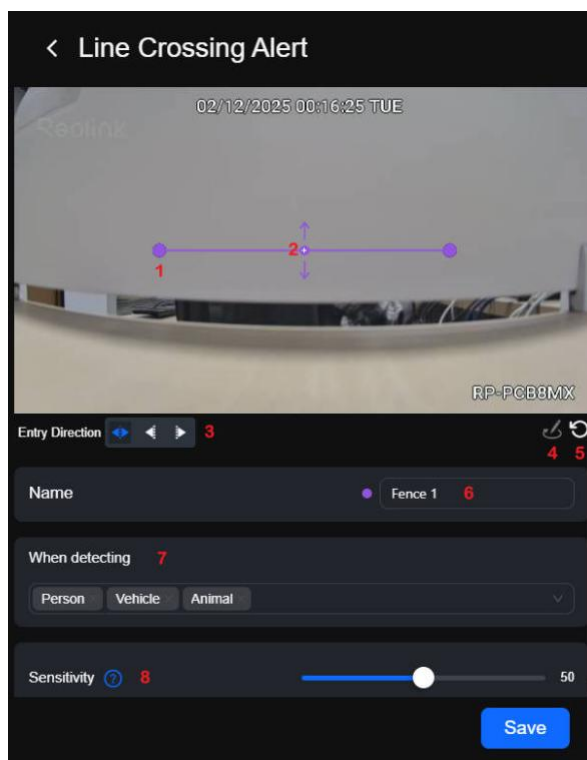 Line Crossing Alert
02/12/2025 00:16:25 TUE
Reolink
2
1
RP-PCB8MX
Entry Direction 3
4 5
Name Fence 1 6
When detecting 7
Person Vehicle Animal
Sensitivity ? 8 50
Save